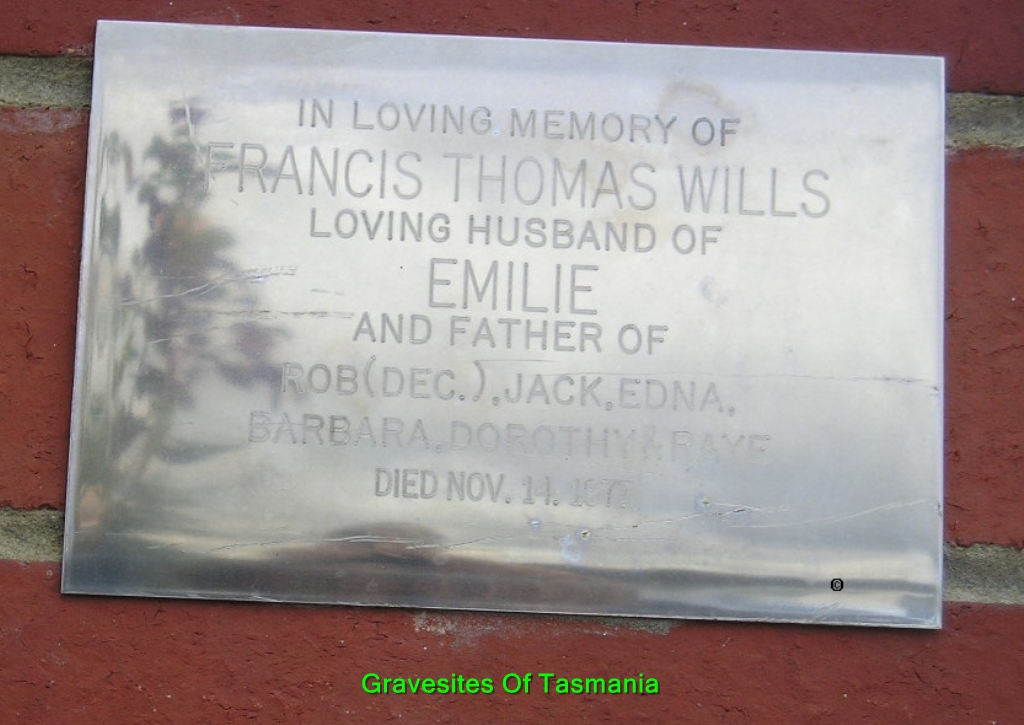 IN LOVING MEMORY OF
FRANCIS THOMAS WILLS
LOVING HUSBAND OF
EMILIE
AND FATHER OF
ROB(DEC.), JACK, EDNA,
BARBARA, DOROTHY & RAYE
DIED NOV. 14.
©
Gravesites Of Tasmania